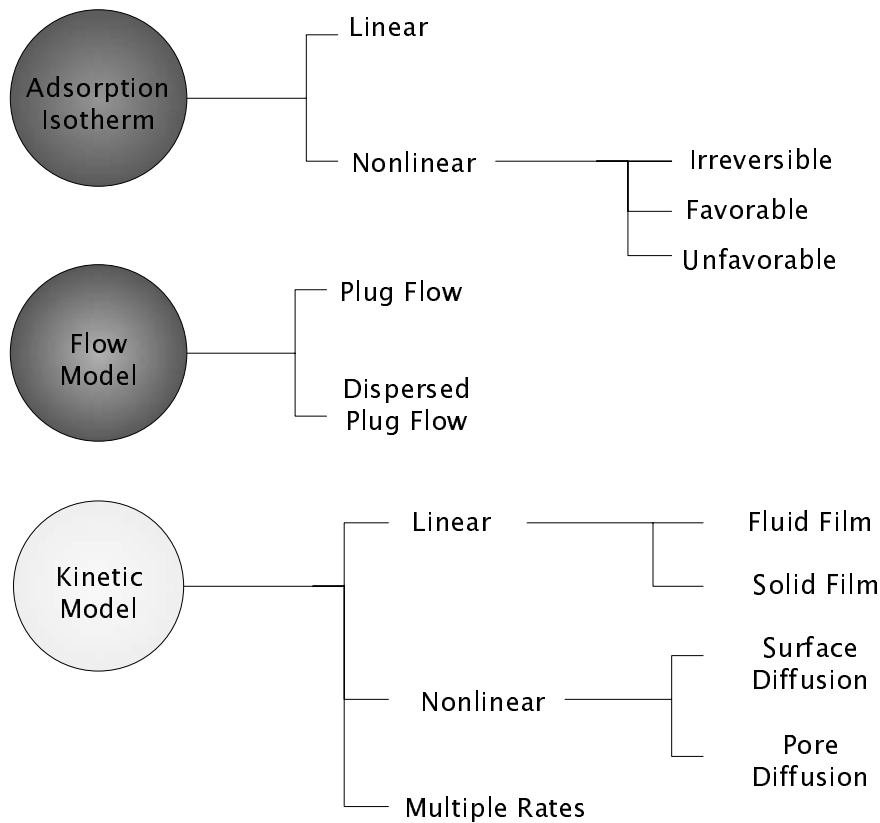 Adsorption
Isotherm
Linear
Nonlinear
Irreversible
Favorable
Unfavorable
Flow
Model
Plug Flow
Dispersed
Plug Flow
Kinetic
Model
Linear
Fluid Film
Solid Film
Nonlinear
Surface
Diffusion
Pore
Diffusion
Multiple Rates